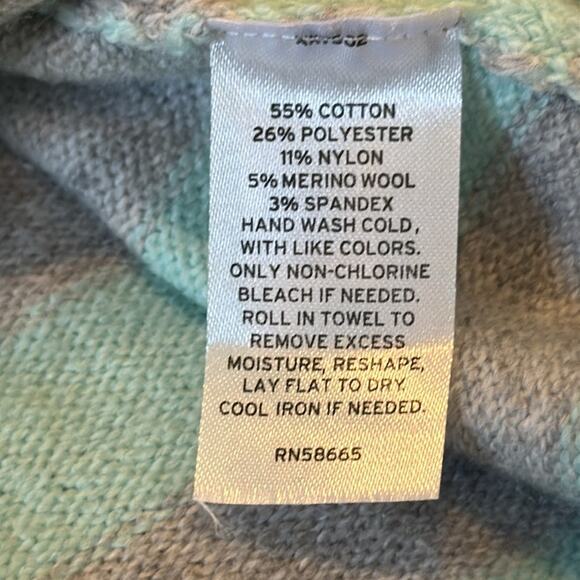 55% COTTON
26% POLYESTER
11% NYLON
5% MERINO WOOL
3% SPANDEX
HAND WASH COLD,
WITH LIKE COLORS.
ONLY NON-CHLORINE
BLEACH IF NEEDED.
ROLL IN TOWEL TO
REMOVE EXCESS
MOISTURE, RESHAPE,
LAY FLAT TO DRY.
COOL IRON IF NEEDED.
RN58665